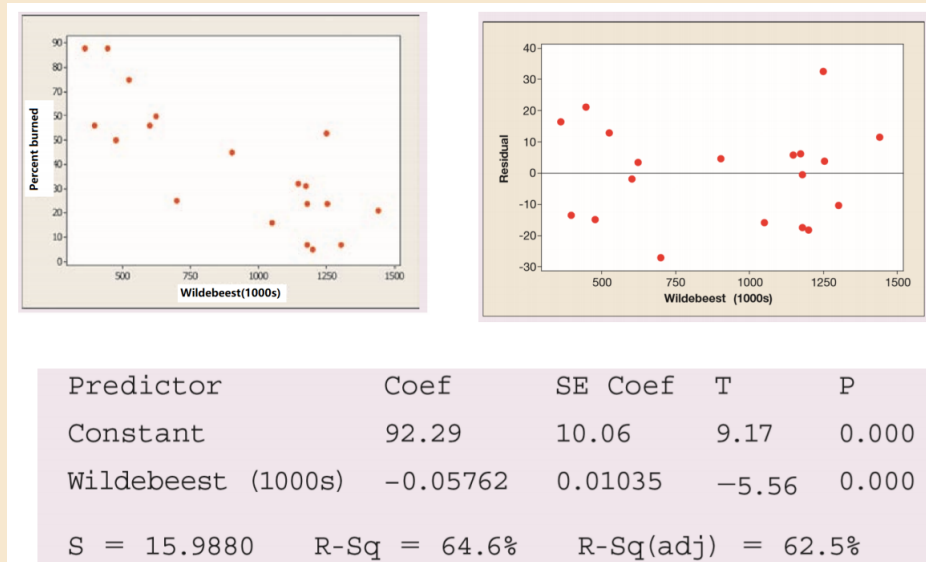 90
80
70
60
50
40
30
20
10
0
Percent burned
500 750 1000 1250 1500
Wildebeest(1000s)
40
30
20
10
0
-10
-20
-30
Residual
500 750 1000 1250 1500
Wildebeest (1000s)
Predictor Coef SE Coef T P
Constant 92.29 10.06 9.17 0.000
Wildebeest (1000s) -0.05762 0.01035 −5.56 0.000
S = 15.9880 R-Sq = 64.6% R-Sq(adj) = 62.5%